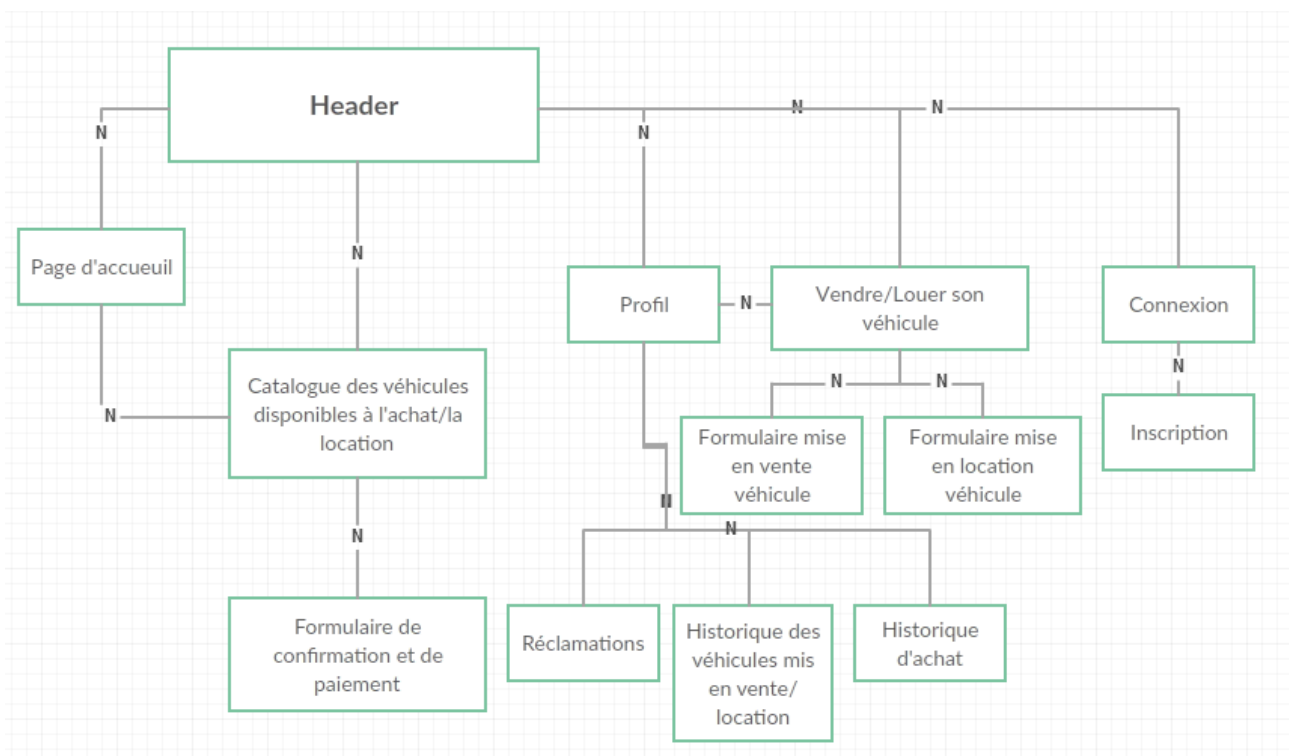 Header
N
N
N
N
N
Page d'accueuil
Profil
N
Vendre/Louer son
véhicule
Connexion
N
N
N
N
Catalogue des véhicules
disponibles à l'achat/la
location
Formulaire mise
en vente
véhicule
Formulaire mise
en location
véhicule
Inscription
N
N
N
N
Formulaire de
confirmation et de
paiement
Réclamations
Historique des
véhicules mis
en vente/
location
Historique
d'achat